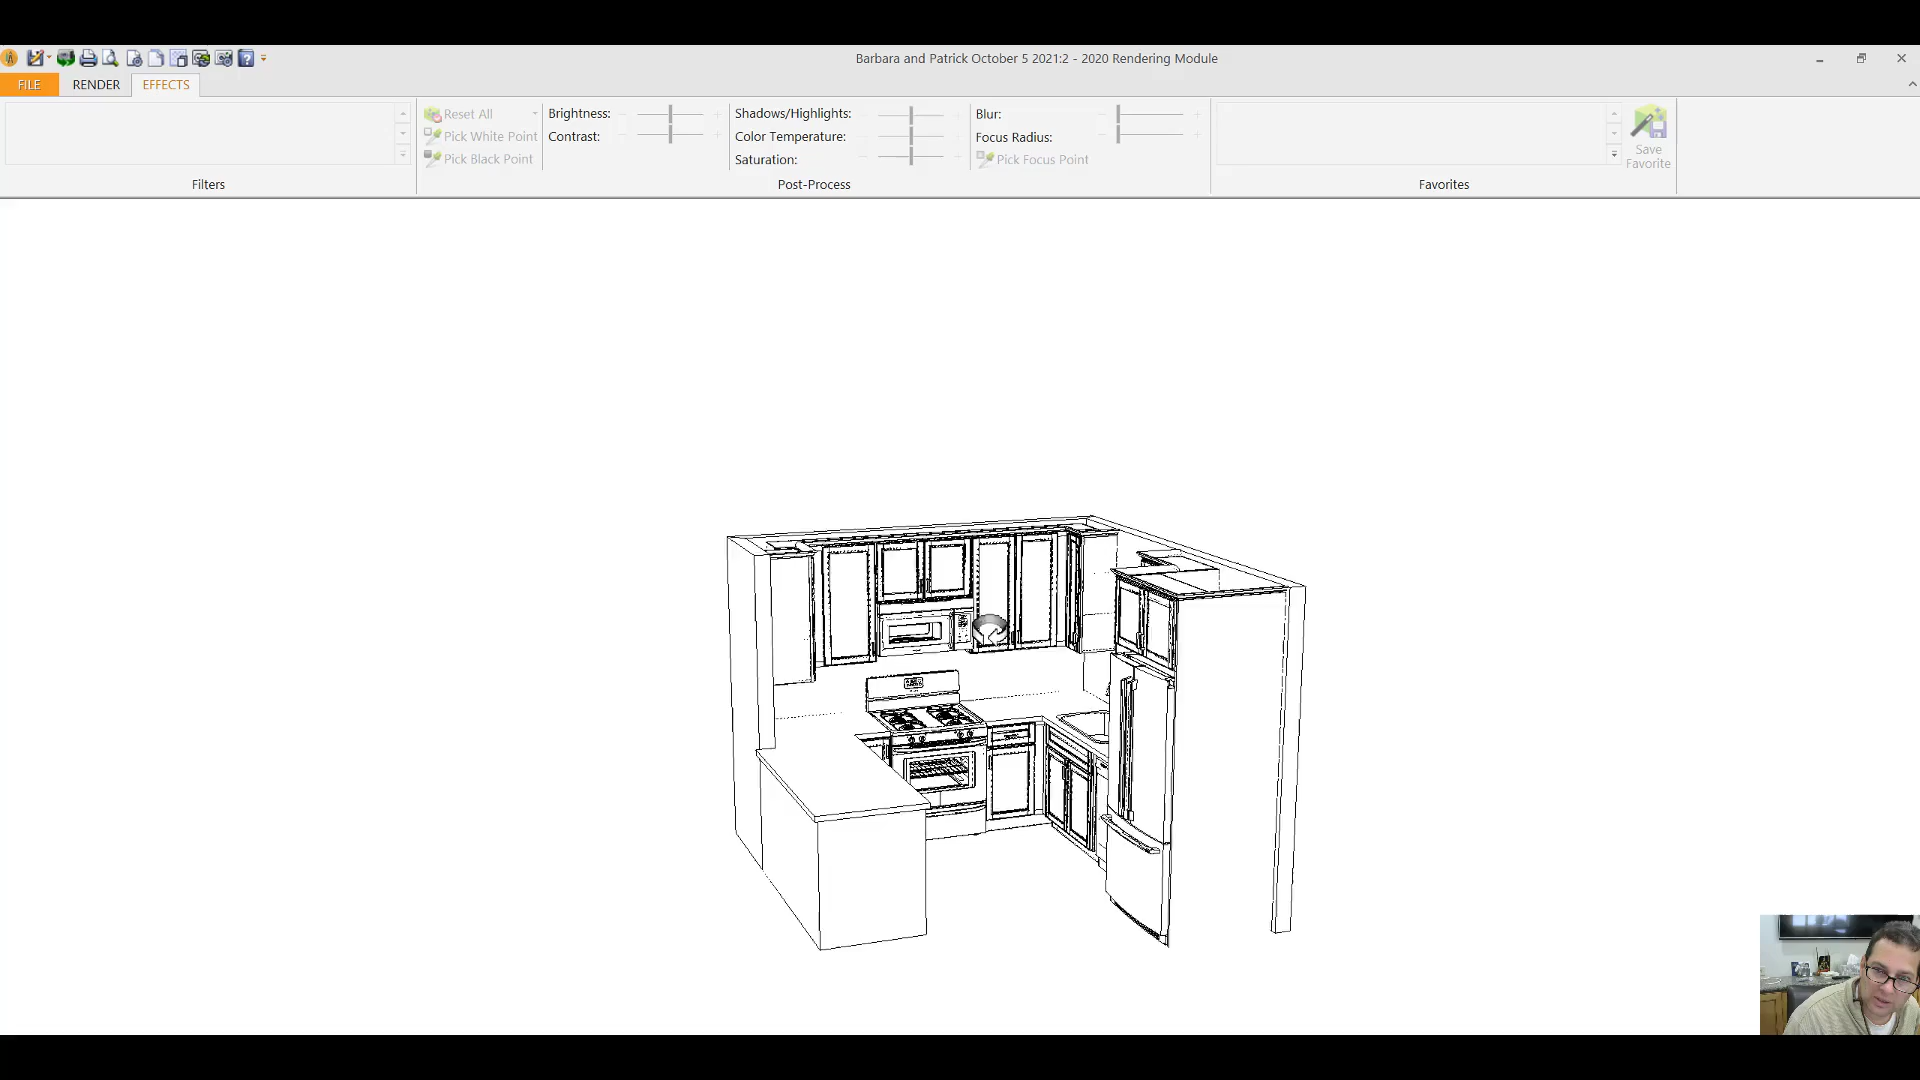 Barbara and Patrick October 5 2021:2 - 2020 Rendering Module
FILE
RENDER
EFFECTS
Reset All
Pick White Point
Pick Black Point
Brightness:
Contrast:
Shadows/Highlights:
Color Temperature:
Saturation:
Blur:
Focus Radius:
Pick Focus Point
Save
Favorite
Filters
Post-Process
Favorites